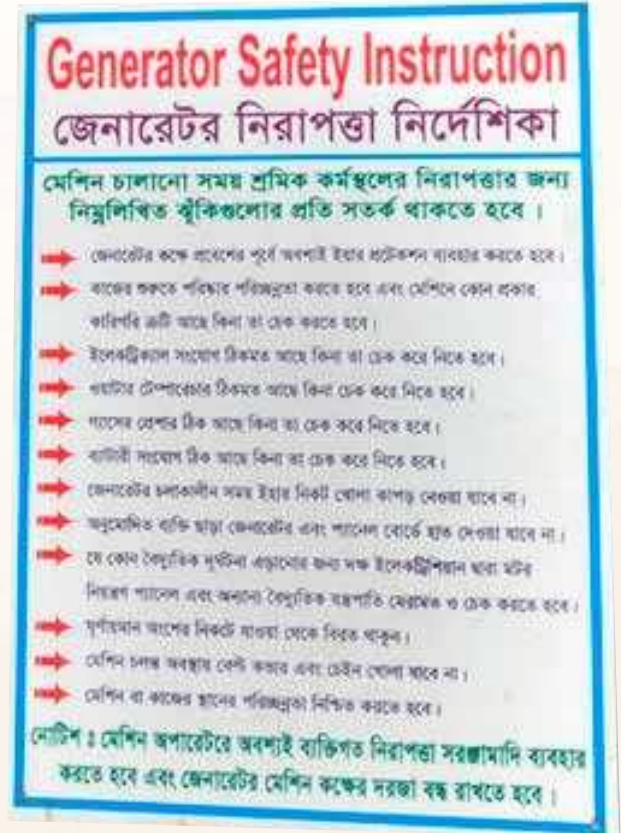 Generator Safety Instruction
জেনারেটর নিরাপত্তা নির্দেশিকা
মেশিন চালানো সময় শ্রমিক কর্মস্থলের নিরাপত্তার জন্য
নিম্নলিখিত ঝুঁকিগুলোর প্রতি সতর্ক থাকতে হবে ।
জেনারেটর কক্ষে প্রবেশের পূর্বে অবশ্যই ইয়ার প্রটেকশন ব্যবহার করতে হবে।
কাজের শুরুতে পরিষ্কার পরিচ্ছন্নতা করতে হবে এবং মেশিনে কোন প্রকার
কারিগরি ত্রুটি আছে কিনা তা চেক করতে হবে।
ইলেকট্রিক্যাল সংযোগ ঠিকমত আছে কিনা তা চেক করে নিতে হবে।
ওয়াটার টেম্পারেচার ঠিকমত আছে কিনা চেক করে নিতে হবে।
গ্যাসের প্রেশার ঠিক আছে কিনা তা চেক করে নিতে হবে।
ব্যাটারী সংযোগ ঠিক আছে কিনা তা চেক করে নিতে হবে।
জেনারেটর চলাকালীন সময় ইহার নিকট খোলা কাপড় নেওয়া যাবে না।
অনুমোদিত ব্যক্তি ছাড়া জেনারেটর এবং প্যানেল বোর্ডে হাত দেওয়া যাবে না।
যে কোন বৈদ্যুতিক দুর্ঘটনা এড়ানোর জন্য দক্ষ ইলেকট্রিশিয়ান দ্বারা মটর
নিয়ন্ত্রণ প্যানেল এবং অন্যান্য বৈদ্যুতিক যন্ত্রপাতি মেরামত ও চেক করতে হবে।
ঘূর্ণায়মান অংশের নিকটে যাওয়া থেকে বিরত থাকুন।
মেশিন চলন্ত অবস্থায় বেল্ট কভার এবং চেইন খোলা যাবে না।
মেশিন বা কাজের স্থানের পরিচ্ছন্নতা নিশ্চিত করতে হবে।
নোটিশ ঃ মেশিন অপারেটরে অবশ্যই ব্যক্তিগত নিরাপত্তা সরঞ্জামাদি ব্যবহার
করতে হবে এবং জেনারেটর মেশিন কক্ষের দরজা বন্ধ রাখতে হবে ।